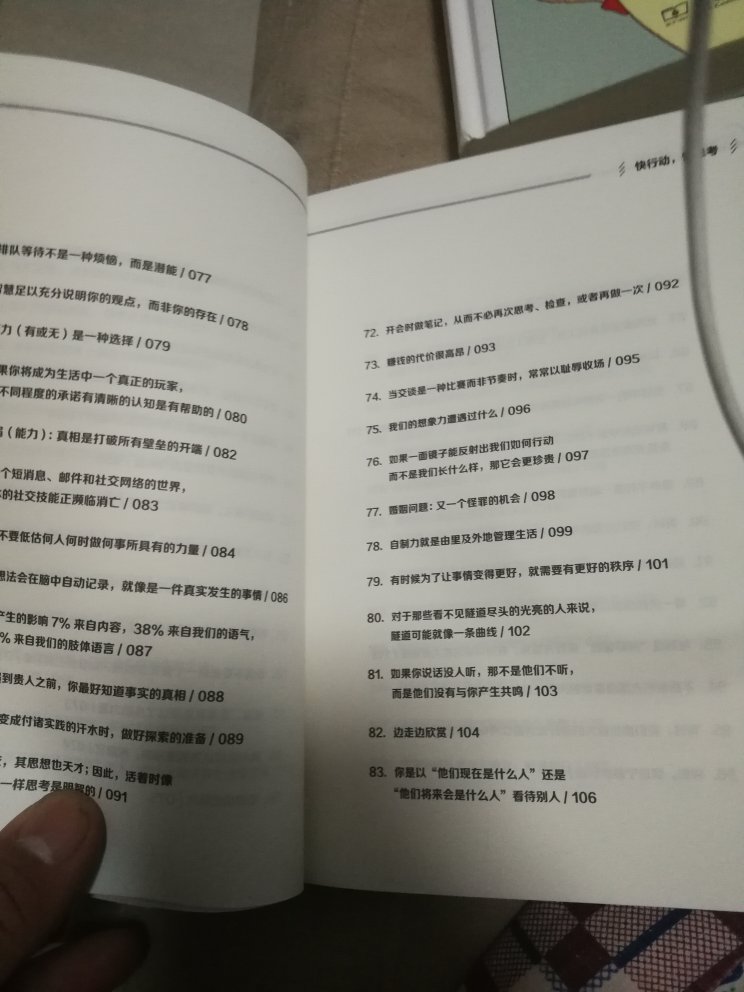 排队等待不是一种烦恼，而是潜能 / 077
智慧足以充分说明你的观点，而非你的存在 / 078
力（有或无）是一种选择 / 079
果你将成为生活中一个真正的玩家，
不同程度的承诺有清晰的认知是有帮助的 / 080
（能力）：真相是打破所有壁垒的开端 / 082
个短消息、邮件和社交网络的世界，
的社交技能正濒临消亡 / 083
不要低估何人何时做何事所具有的力量 / 084
想法会在脑中自动记录，就像是一件真实发生的事情 / 086
产生的影响 7% 来自内容，38% 来自我们的语气，
% 来自我们的肢体语言 / 087
遇到贵人之前，你最好知道事实的真相 / 088
变成付诸实践的汗水时，做好探索的准备 / 089
，其思想也天才；因此，活着时像
一样思考是明智的 / 091
快行动，考
72. 开会时做笔记，从而不必再次思考、检查，或者再做一次 / 092
73. 赚钱的代价很高昂 / 093
74. 当交谈是一种比赛而非节奏时，常常以耻辱收场 / 095
75. 我们的想象力遭遇过什么 / 096
76. 如果一面镜子能反射出我们如何行动
而不是我们长什么样，那它会更珍贵 / 097
77. 婚姻问题：又一个怪罪的机会 / 098
78. 自制力就是由里及外地管理生活 / 099
79. 有时候为了让事情变得更好，就需要有更好的秩序 / 101
80. 对于那些看不见隧道尽头的光亮的人来说，
隧道可能就像一条曲线 / 102
81. 如果你说话没人听，那不是他们不听，
而是他们没有与你产生共鸣 / 103
82. 边走边欣赏 / 104
83. 你是以“他们现在是什么人”还是
“他们将来会是什么人”看待别人 / 106